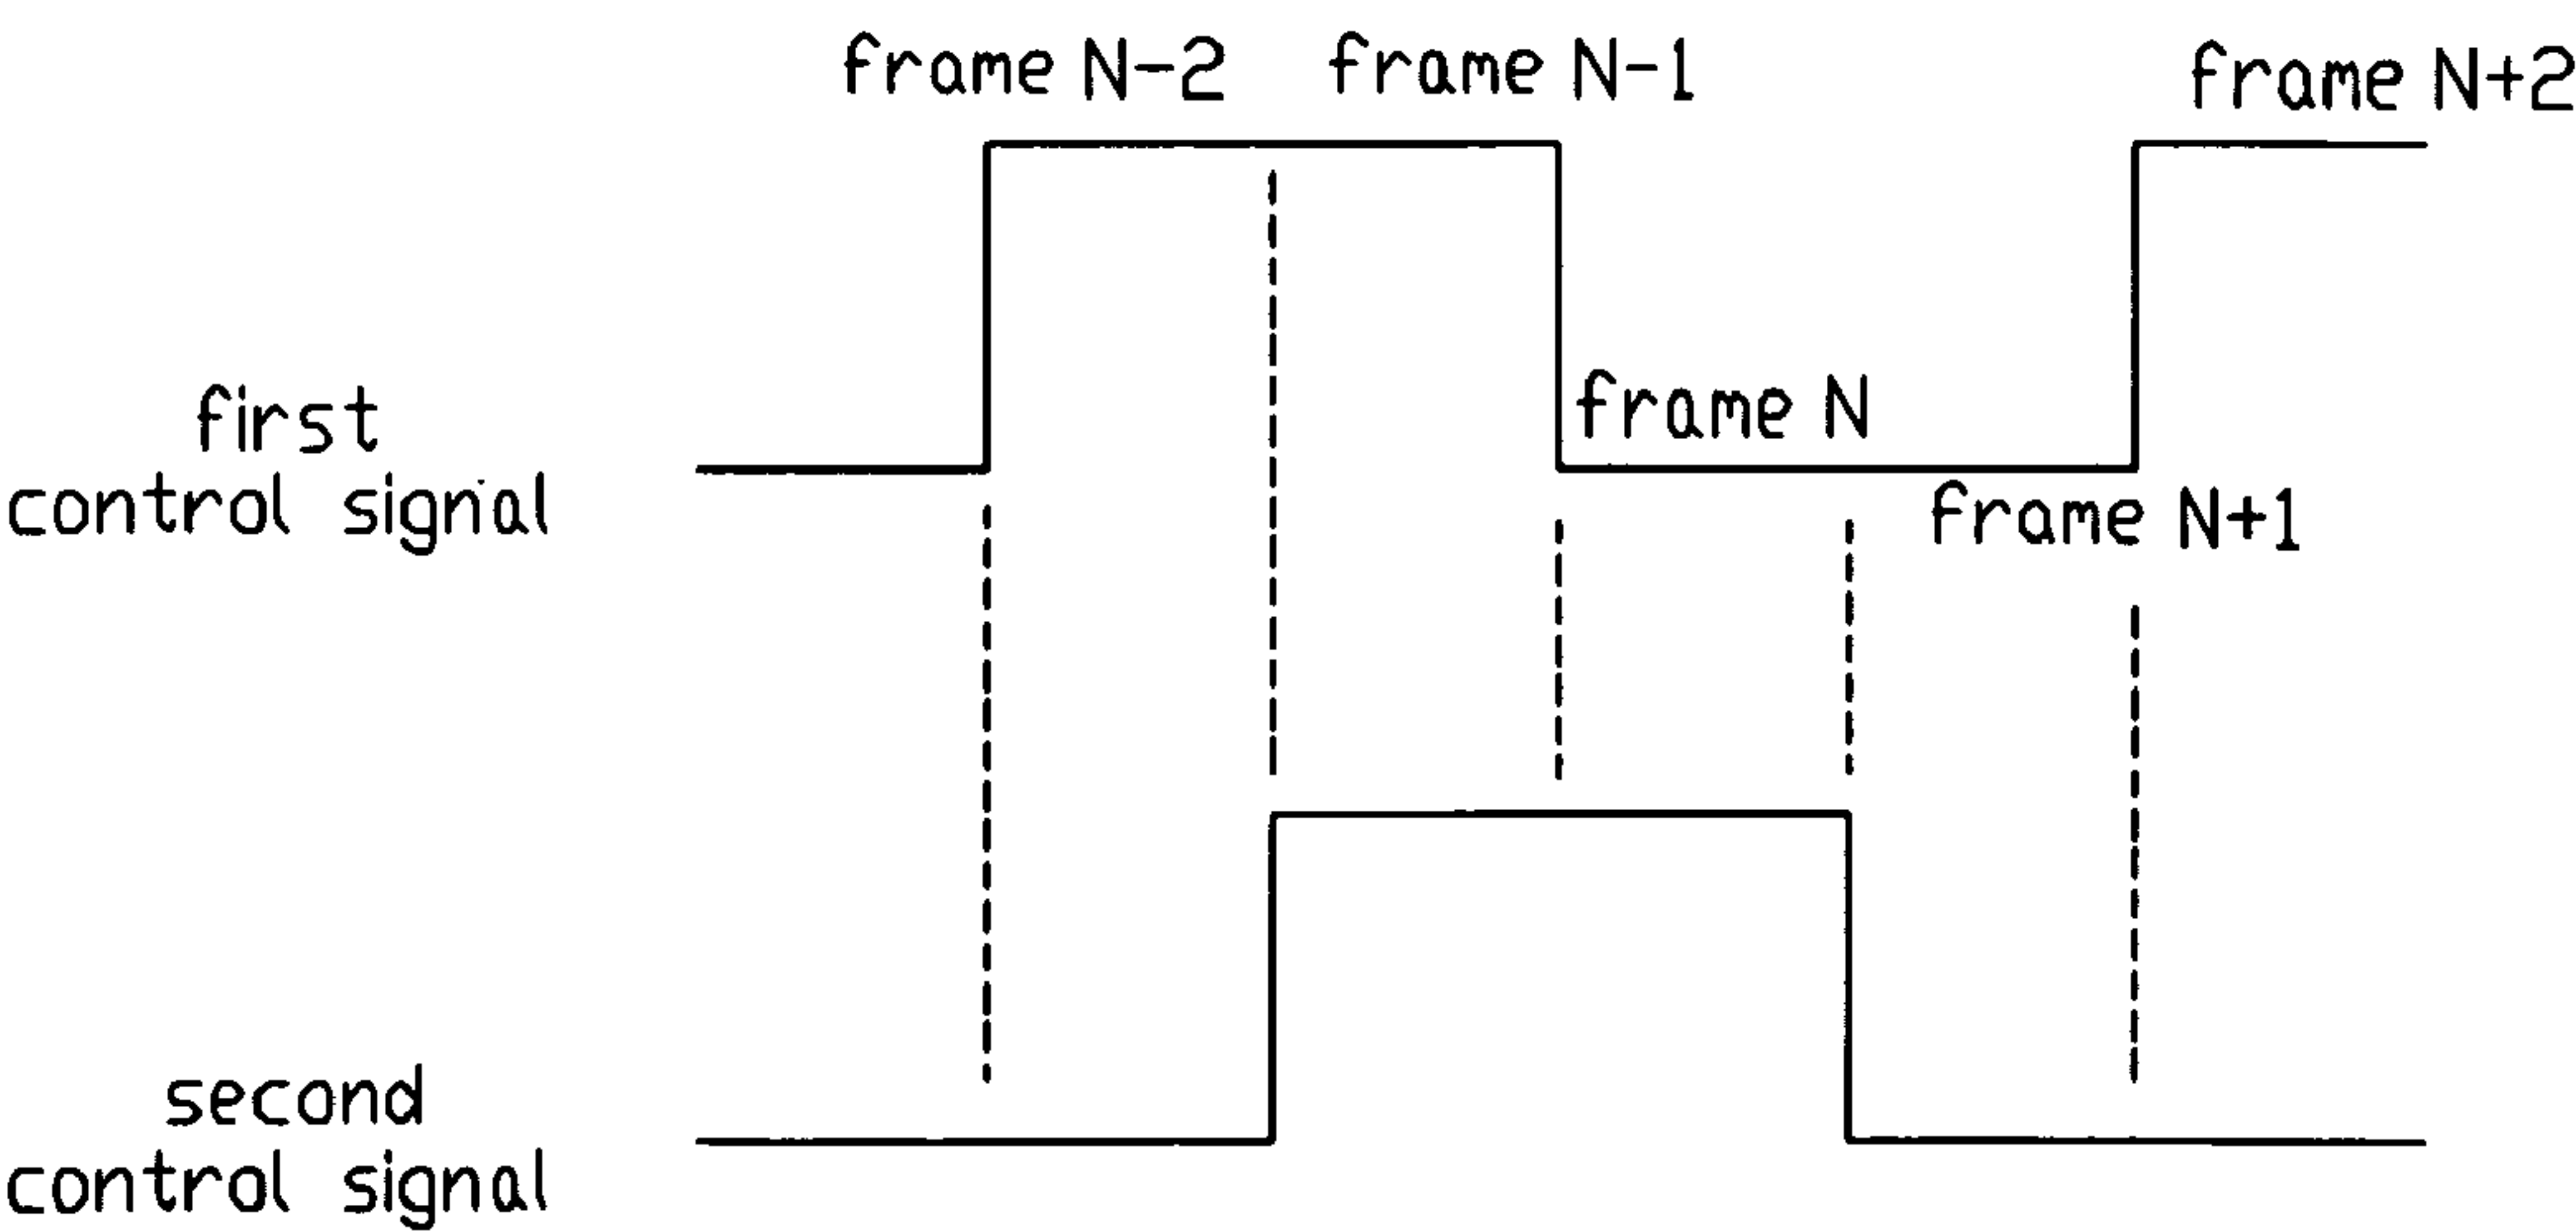 frame N-2 frame N-1 frame N+2
frame N
first
control signal
frame N+1
second
control signal